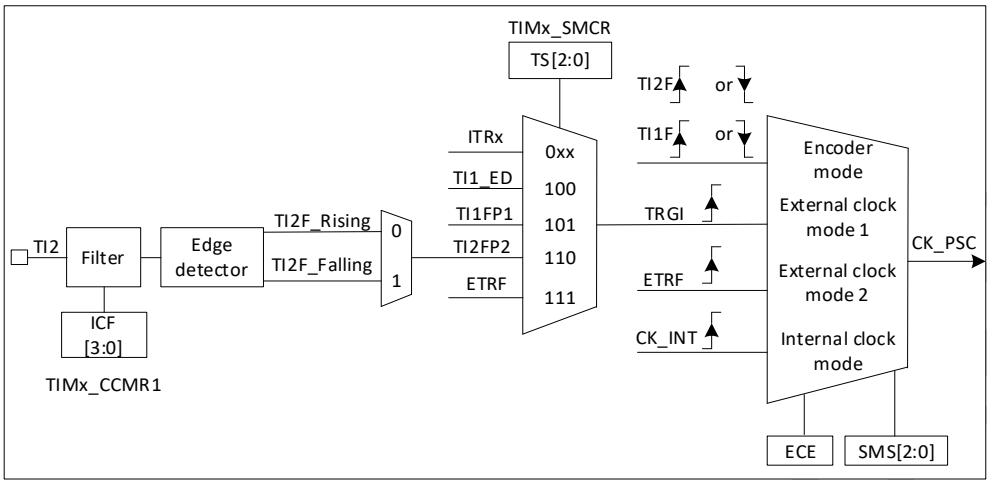 TIMx_SMCR
TS[2:0]
TI2F or
TI1F or
ITRx
0xx
TI1_ED
100
TI1FP1
101
TI2FP2
110
ETRF
111
TI2
Filter
Edge
detector
TI2F_Rising
0
TI2F_Falling
1
ICF
[3:0]
TIMx_CCMR1
TRGI
ETRF
CK_INT
Encoder
mode
External clock
mode 1
External clock
mode 2
Internal clock
mode
CK_PSC
ECE
SMS[2:0]